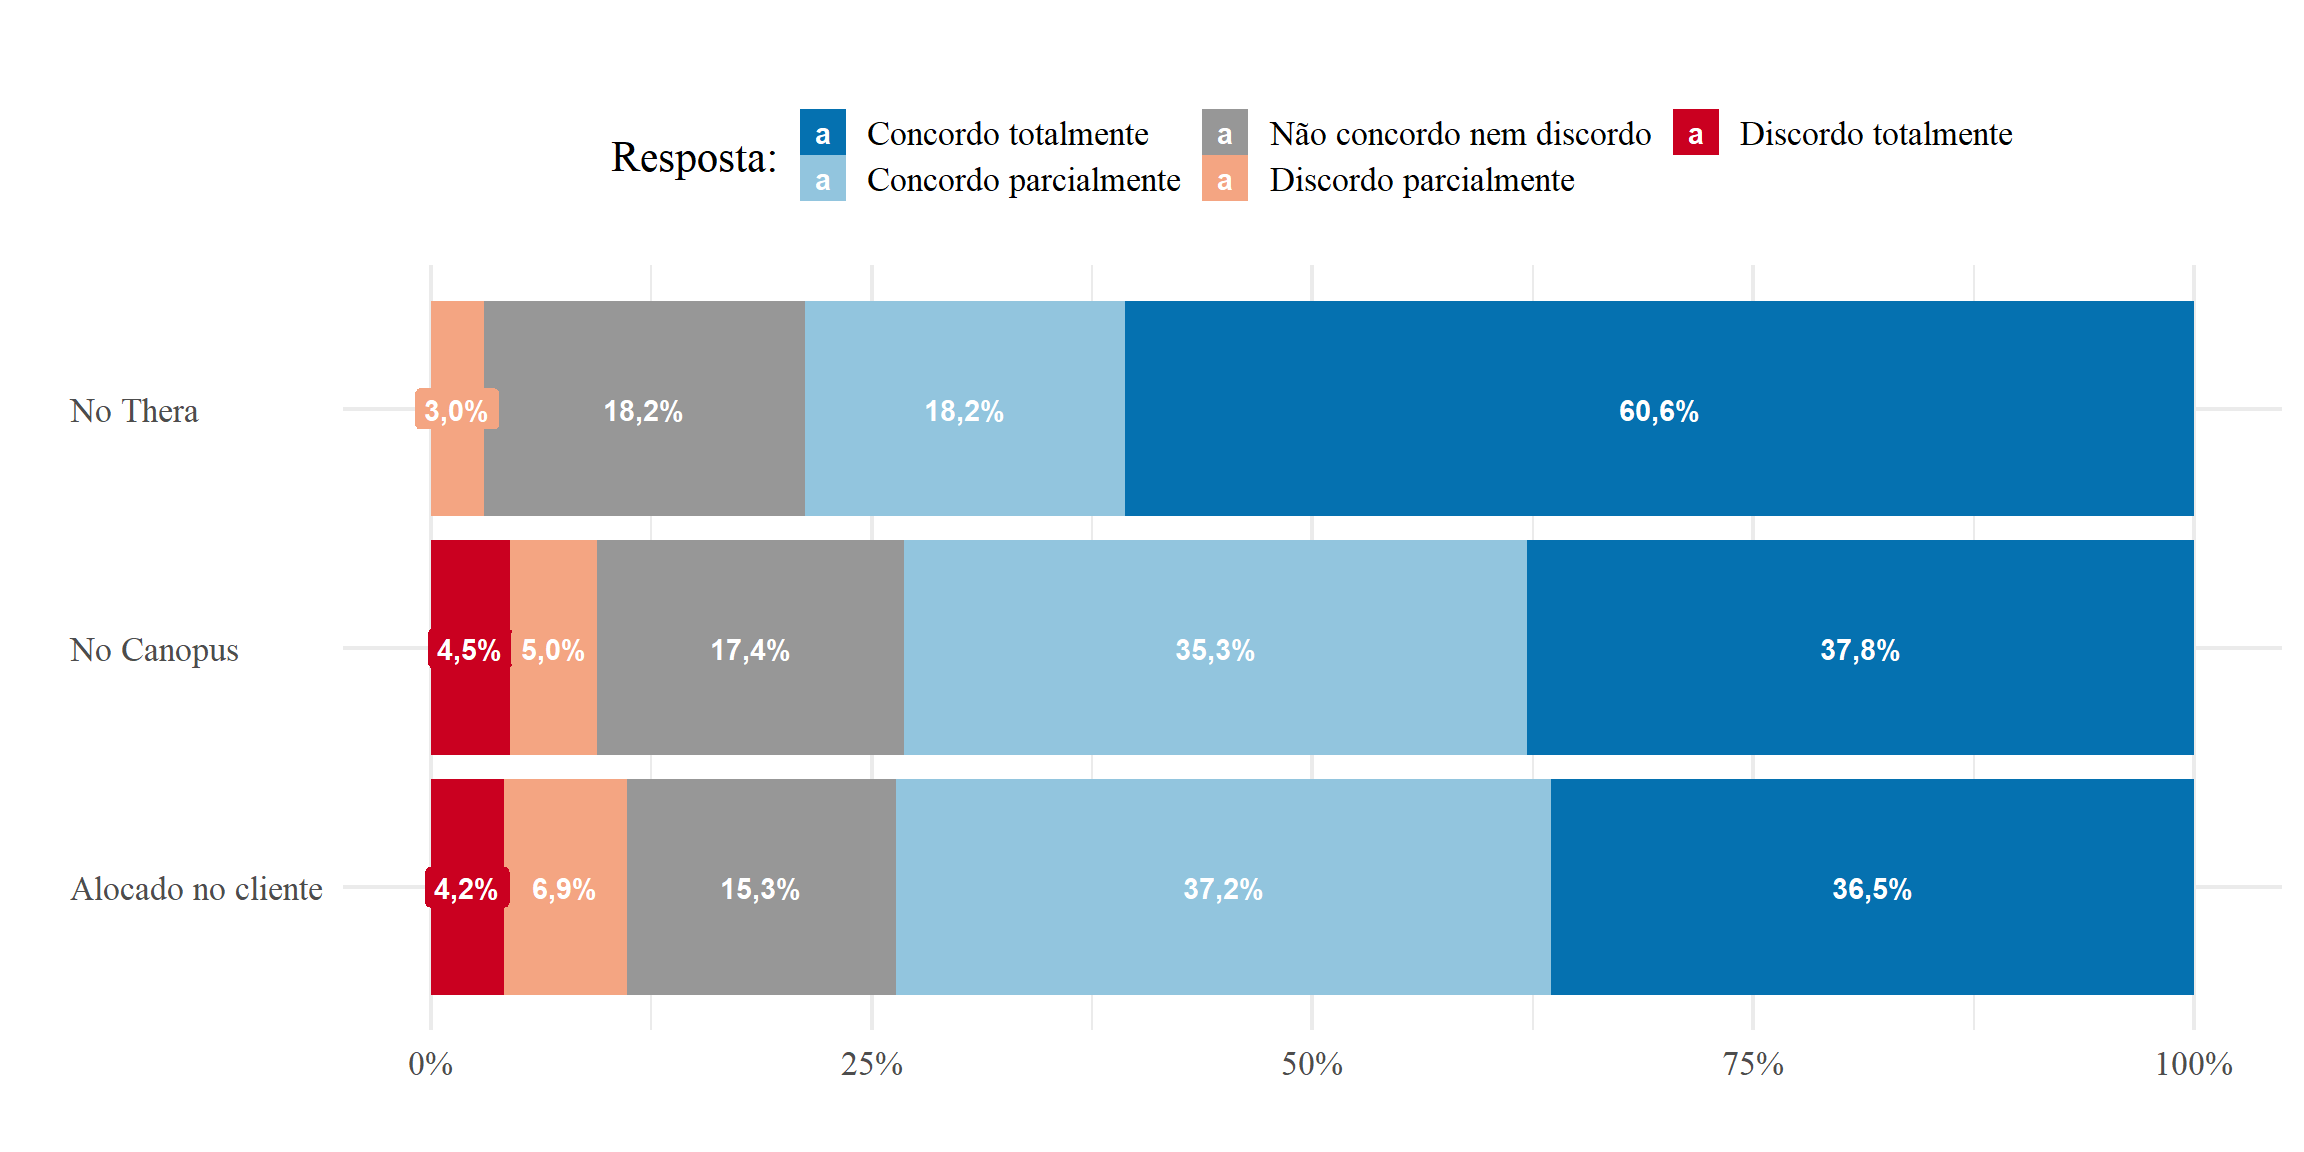 Resposta:
a Concordo totalmente
a Não concordo nem discordo
a Discordo totalmente
a Concordo parcialmente
a Discordo parcialmente
No Thera
3,0% 18,2% 18,2% 60,6%
No Canopus
4,5% 5,0% 17,4% 35,3% 37,8%
Alocado no cliente
4,2% 6,9% 15,3% 37,2% 36,5%
0% 25% 50% 75% 100%